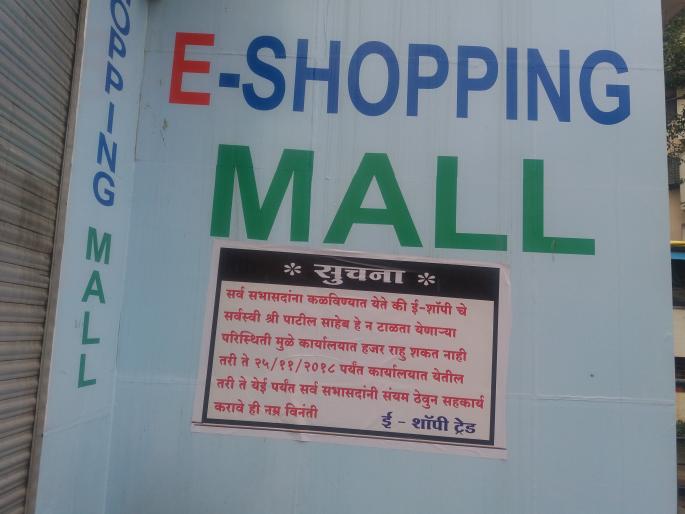 OPPING MALL
E-SHOPPING
MALL
* सुचना *
सर्व सभासदांना कळविण्यात येते की ई-शॉपी चे
सर्वस्वी श्री पाटील साहेब हे न टाळता येणाऱ्या
परिस्थिती मुळे कार्यालयात हजर राहु शकत नाही
तरी ते २५/११/२०१८ पर्यंत कार्यालयात येतील
तरी ते येई पर्यंत सर्व सभासदांनी संयम ठेवुन सहकार्य
करावे ही नम्र विनंती
ई - शॉपी ट्रेड